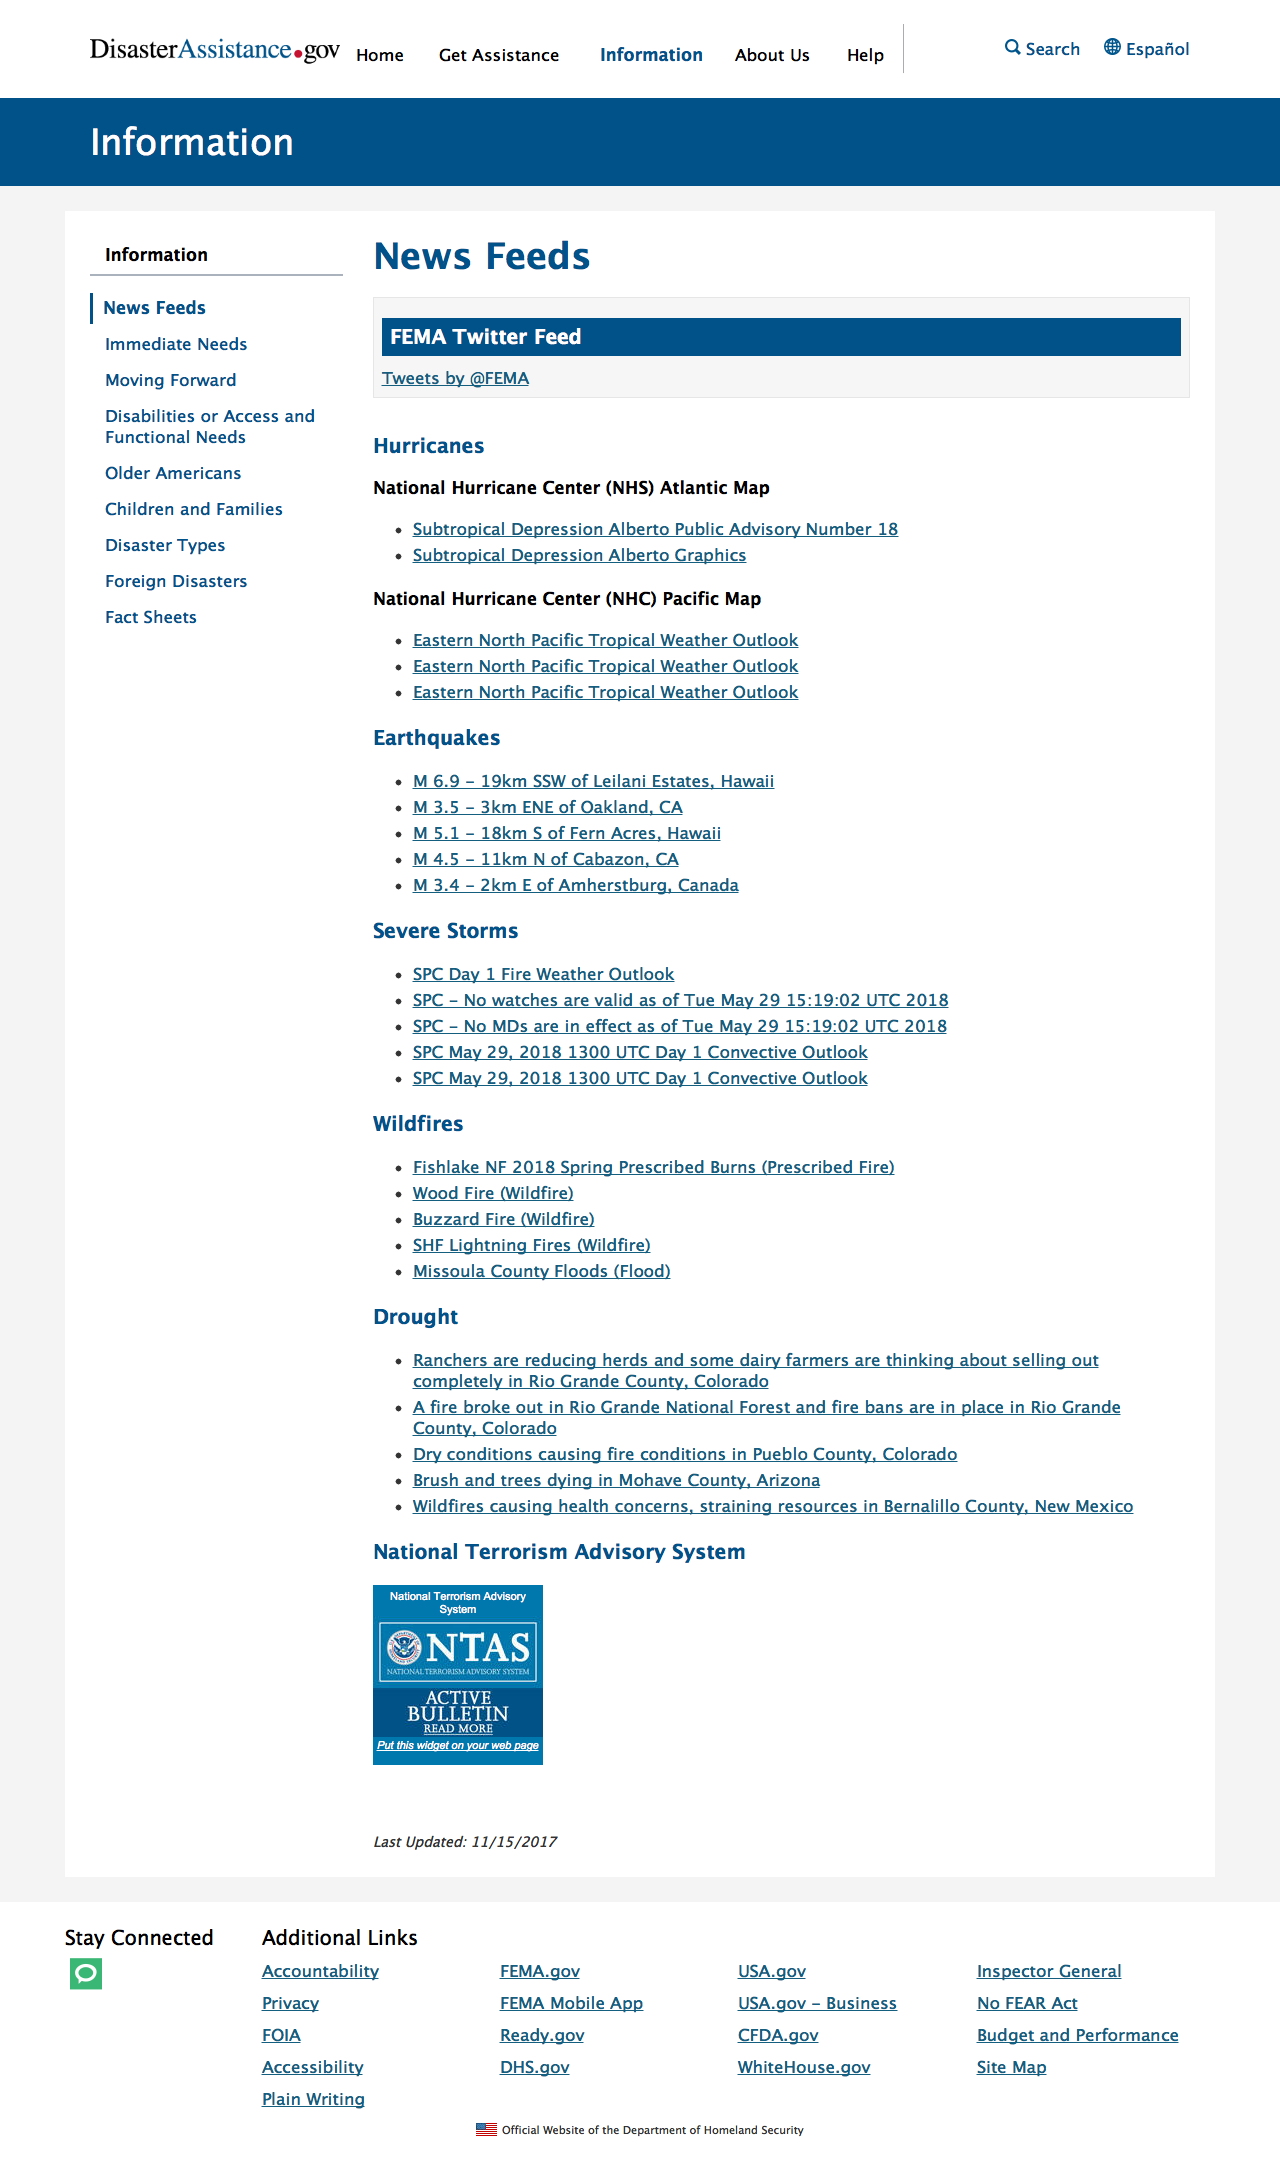 DisasterAssistance.gov
Home
Get Assistance
Information
About Us
Help
Search
Español
Information
Information
News Feeds
Immediate Needs
Moving Forward
Disabilities or Access and
Functional Needs
Older Americans
Children and Families
Disaster Types
Foreign Disasters
Fact Sheets
News Feeds
FEMA Twitter Feed
Tweets by @FEMA
Hurricanes
National Hurricane Center (NHS) Atlantic Map
Subtropical Depression Alberto Public Advisory Number 18
Subtropical Depression Alberto Graphics
National Hurricane Center (NHC) Pacific Map
Eastern North Pacific Tropical Weather Outlook
Eastern North Pacific Tropical Weather Outlook
Eastern North Pacific Tropical Weather Outlook
Earthquakes
M 6.9 - 19km SSW of Leilani Estates, Hawaii
M 3.5 - 3km ENE of Oakland, CA
M 5.1 - 18km S of Fern Acres, Hawaii
M 4.5 - 11km N of Cabazon, CA
M 3.4 - 2km E of Amherstburg, Canada
Severe Storms
SPC Day 1 Fire Weather Outlook
SPC - No watches are valid as of Tue May 29 15:19:02 UTC 2018
SPC - No MDs are in effect as of Tue May 29 15:19:02 UTC 2018
SPC May 29, 2018 1300 UTC Day 1 Convective Outlook
SPC May 29, 2018 1300 UTC Day 1 Convective Outlook
Wildfires
Fishlake NF 2018 Spring Prescribed Burns (Prescribed Fire)
Wood Fire (Wildfire)
Buzzard Fire (Wildfire)
SHF Lightning Fires (Wildfire)
Missoula County Floods (Flood)
Drought
Ranchers are reducing herds and some dairy farmers are thinking about selling out
completely in Rio Grande County, Colorado
A fire broke out in Rio Grande National Forest and fire bans are in place in Rio Grande
County, Colorado
Dry conditions causing fire conditions in Pueblo County, Colorado
Brush and trees dying in Mohave County, Arizona
Wildfires causing health concerns, straining resources in Bernalillo County, New Mexico
National Terrorism Advisory System
National Terrorism Advisory
System
NTAS
NATIONAL TERRORISM ADVISORY SYSTEM
ACTIVE
BULLETIN
READ MORE
Put this widget on your web page
Last Updated: 11/15/2017
Stay Connected
Additional Links
Accountability
Privacy
FOIA
Accessibility
Plain Writing
FEMA.gov
FEMA Mobile App
Ready.gov
DHS.gov
USA.gov
USA.gov - Business
CFDA.gov
WhiteHouse.gov
Inspector General
No FEAR Act
Budget and Performance
Site Map
Official Website of the Department of Homeland Security